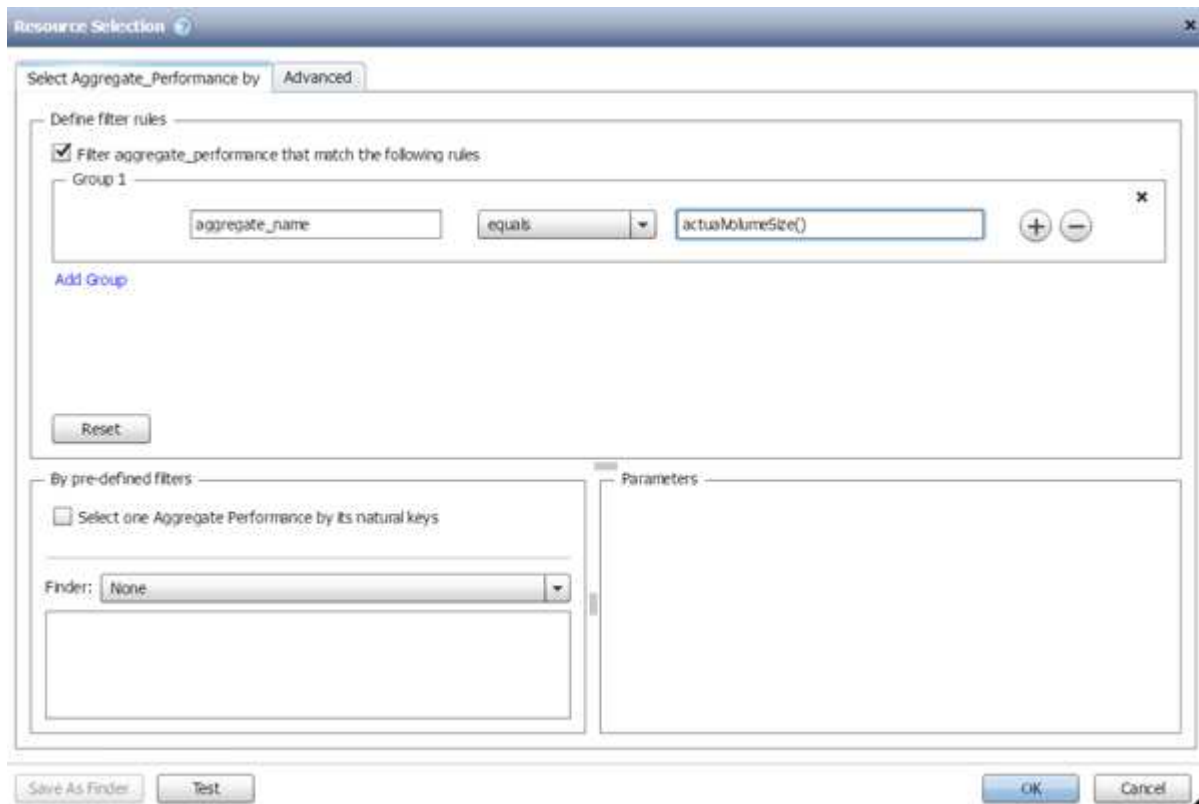 Resource Selection
Select Aggregate_Performance by
Advanced
Define filter rules
Filter aggregate_performance that match the following rules
Group 1
aggregate_name
equals
actualVolumeSize()
Add Group
Reset
By pre-defined filters
Select one Aggregate Performance by its natural keys
Finder:
None
Parameters
Save As Finder
Test
OK
Cancel